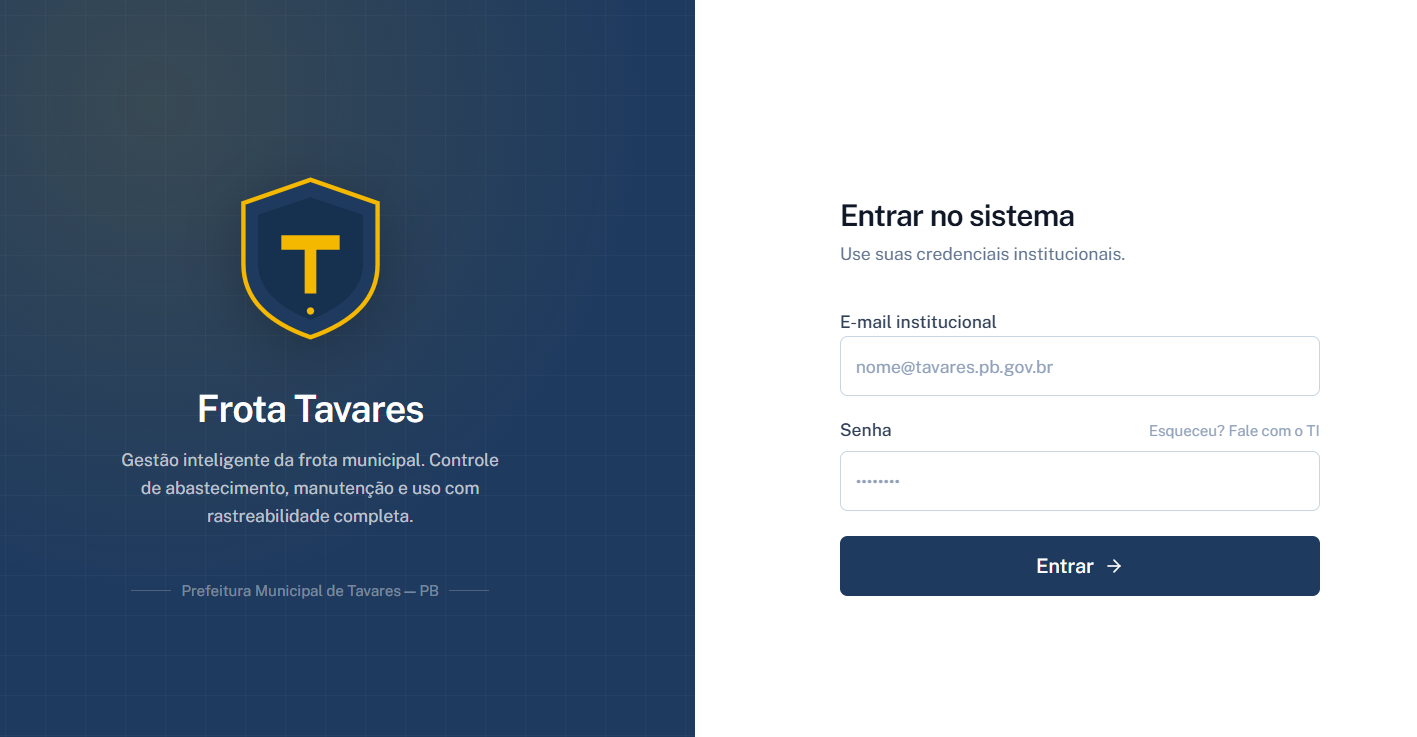 T
Frota Tavares
Gestão inteligente da frota municipal. Controle
de abastecimento, manutenção e uso com
rastreabilidade completa.
Prefeitura Municipal de Tavares — PB
Entrar no sistema
Use suas credenciais institucionais.
E-mail institucional
nome@tavares.pb.gov.br
Senha
Esqueceu? Fale com o TI
••••••••
Entrar →